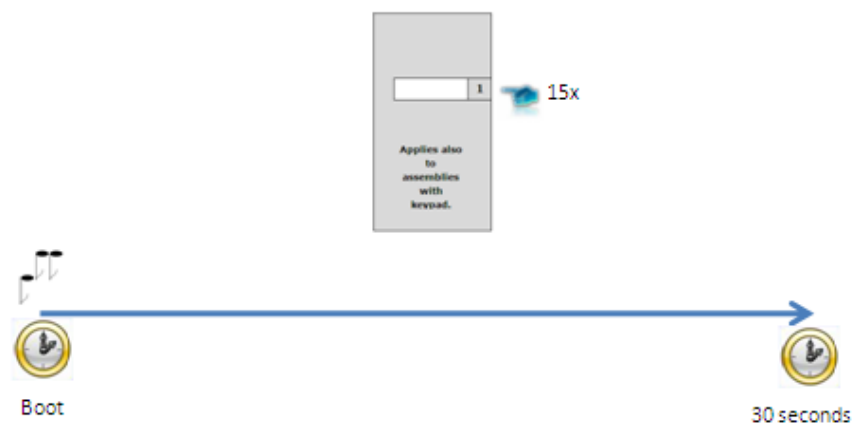 1
15x
Applies also
to
assemblies
with
keypad.
Boot
30 seconds